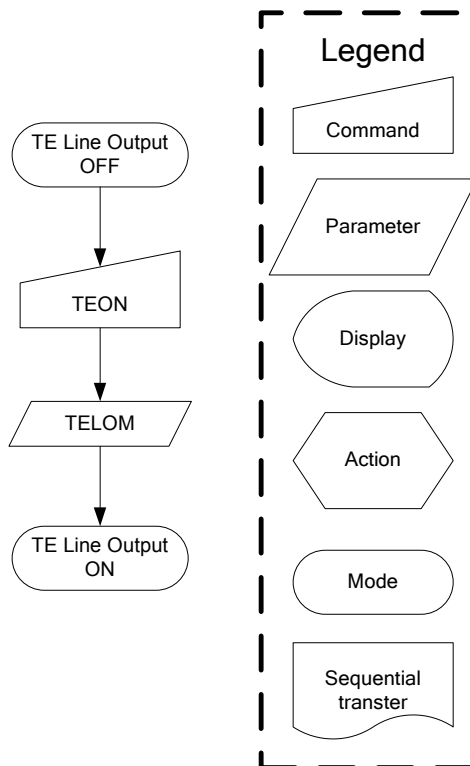 TE Line Output
OFF
TEON
TELOM
TE Line Output
ON
Legend
Command
Parameter
Display
Action
Mode
Sequential
transter